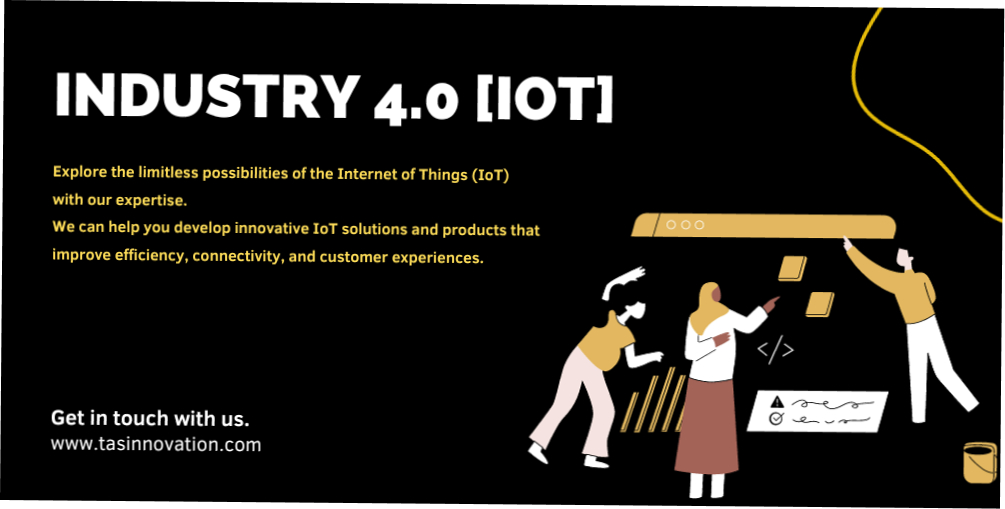 INDUSTRY 4.0 [IOT]
Explore the limitless possibilities of the Internet of Things (IoT)
with our expertise.
We can help you develop innovative IoT solutions and products that
improve efficiency, connectivity, and customer experiences.
</>
Get in touch with us.
www.tasinnovation.com